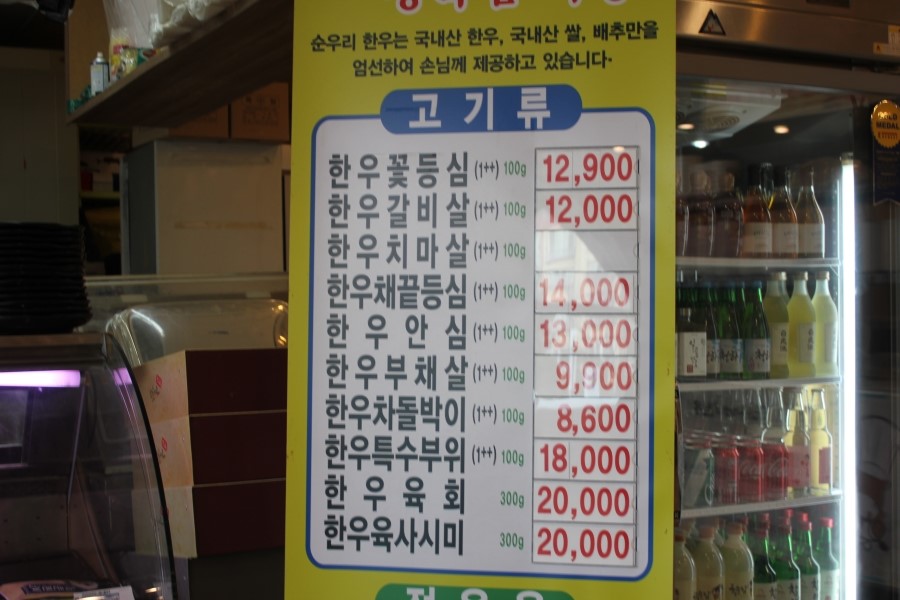 순우리 한우는 국내산 한우, 국내산 쌀, 배추만을
엄선하여 손님께 제공하고 있습니다.
고기류
한우꽃등심 (1++) 100g 12,900
한우갈비살 (1++) 100g 12,000
한우치마살 (1++) 100g
한우채끝등심 (1++) 100g 14,000
한우안심 (1++) 100g 13,000
한우부채살 (1++) 100g 9,900
한우차돌박이 (1++) 100g 8,600
한우특수부위 (1++) 100g 18,000
한우육회 300g 20,000
한우육사시미 300g 20,000